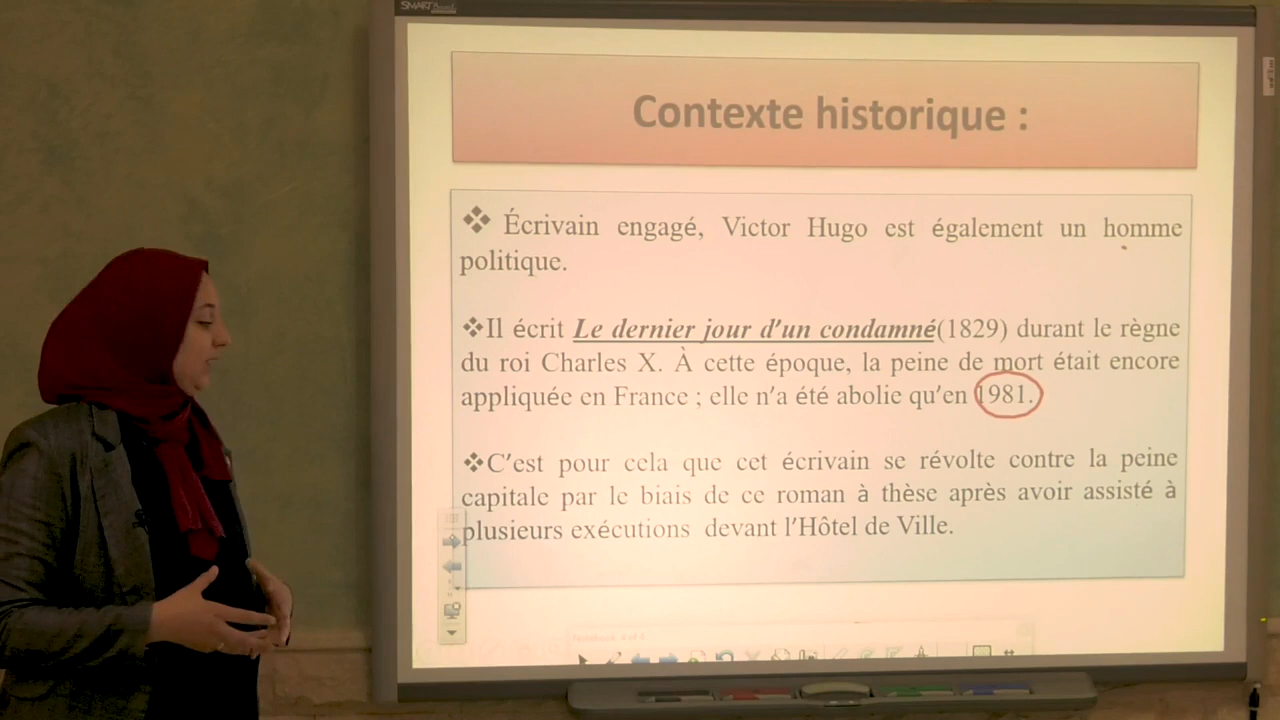 SMART Board
Contexte historique :
❖ Écrivain engagé, Victor Hugo est également un homme
politique.
❖Il écrit Le dernier jour d'un condamné(1829) durant le règne
du roi Charles X. À cette époque, la peine de mort était encore
appliquée en France ; elle n'a été abolie qu'en 1981.
❖C'est pour cela que cet écrivain se révolte contre la peine
capitale par le biais de ce roman à thèse après avoir assisté à
plusieurs exécutions devant l'Hôtel de Ville.